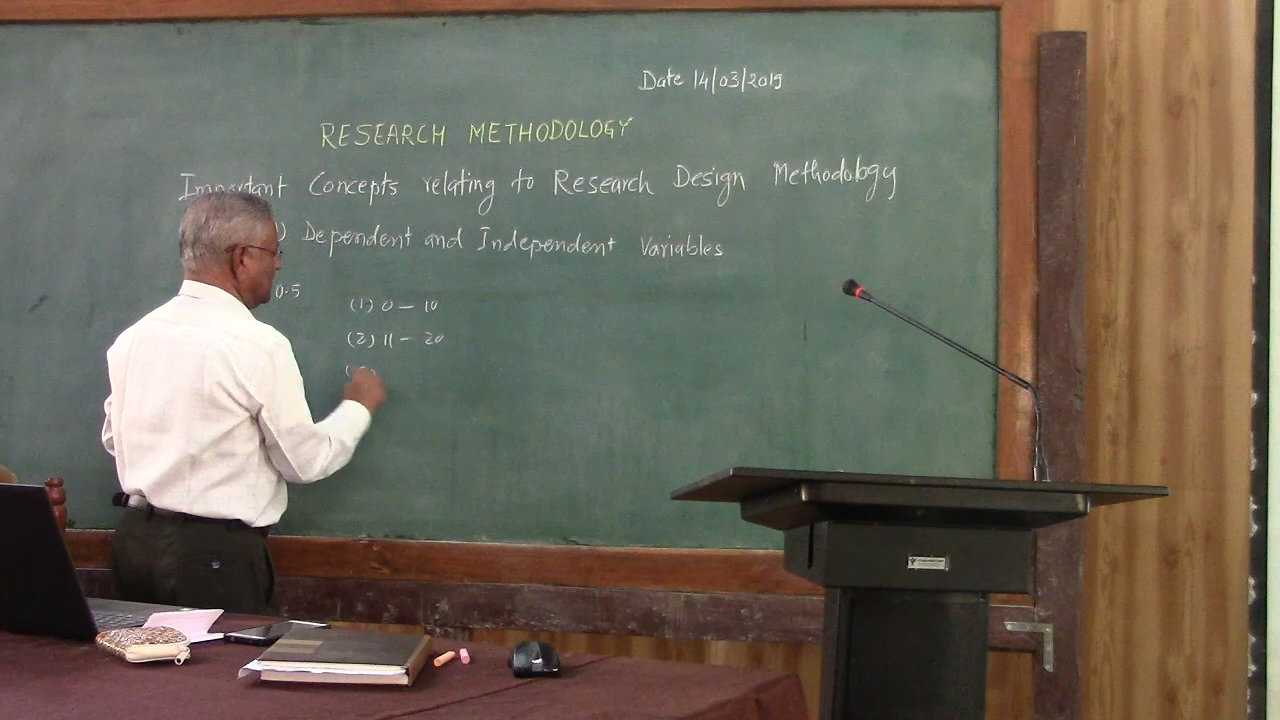 Date 14/03/2019
RESEARCH METHODOLOGY
Important Concepts relating to Research Design Methodology
) Dependent and Independent Variables
0.5
(1) 0 - 10
(2) 11 - 20